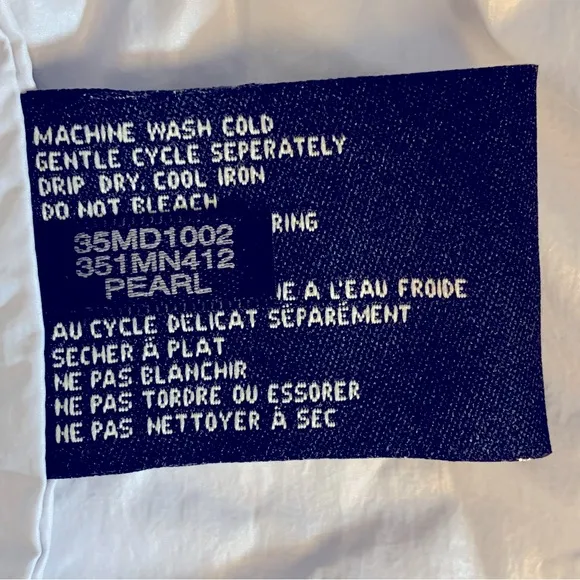 MACHINE WASH COLD
GENTLE CYCLE SEPERATELY
DRIP DRY, COOL IRON
DO NOT BLEACH
RING
35MD1002
351MN412
PEARL
E A L'EAU FROIDE
AU CYCLE DELICAT SÉPARÉMENT
SECHER À PLAT
NE PAS BLANCHIR
NE PAS TORDRE OU ESSORER
NE PAS NETTOYER À SEC